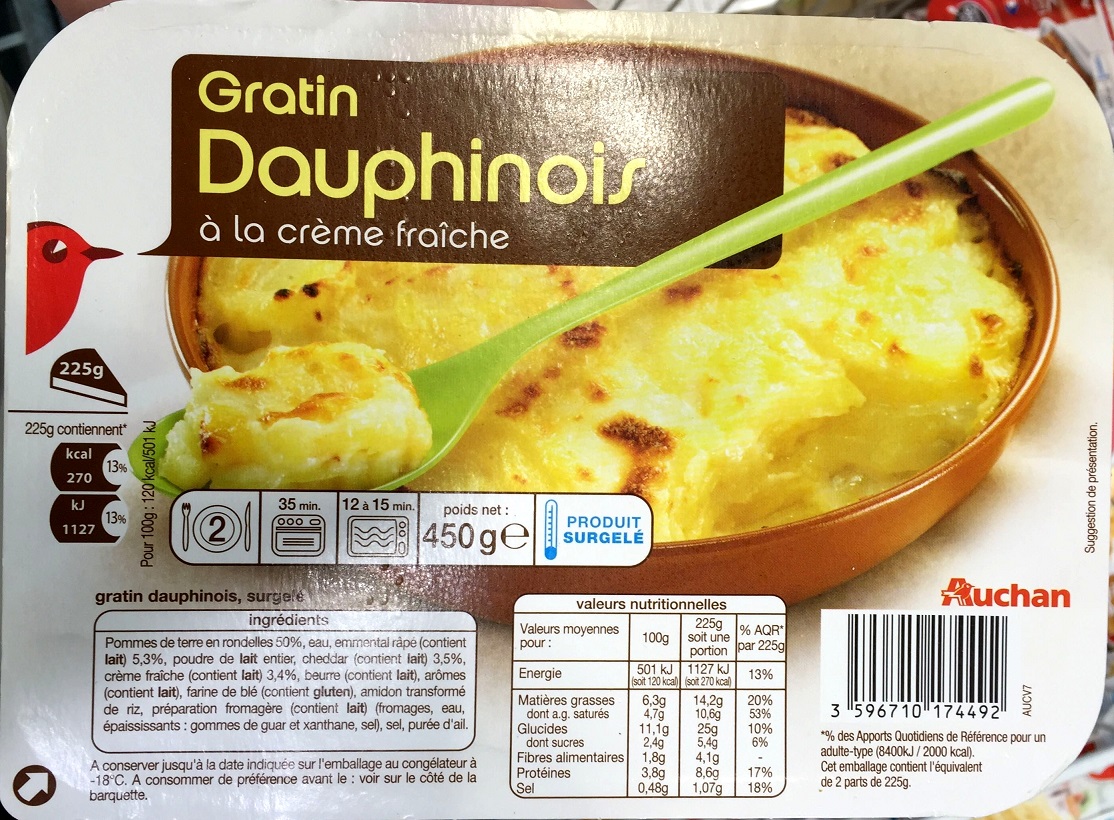 Gratin
Dauphinois
à la crème fraîche
225g
225g contiennent*
kcal
270
13%
kJ
1127
13%
Pour 100g : 120 kcal/501 kJ
2
35 min.
12 à 15 min.
poids net :
450 g e
PRODUIT
SURGELÉ
Suggestion de présentation.
gratin dauphinois, surgelé
ingrédients
Pommes de terre en rondelles 50%, eau, emmental râpé (contient
lait) 5,3%, poudre de lait entier, cheddar (contient lait) 3,5%,
crème fraîche (contient lait) 3,4%, beurre (contient lait), arômes
(contient lait), farine de blé (contient gluten), amidon transformé
de riz, préparation fromagère (contient lait) (fromages, eau,
épaississants : gommes de guar et xanthane, sel), sel, purée d'ail.
A conserver jusqu'à la date indiquée sur l'emballage au congélateur à
-18°C. A consommer de préférence avant le : voir sur le côté de la
barquette.
valeurs nutritionnelles
Valeurs moyennes pour : 100g 225g soit une portion % AQR* par 225g
Energie 501 kJ (soit 120 kcal) 1127 kJ (soit 270 kcal) 13%
Matières grasses 6,3g 14,2g 20%
dont a.g. saturés 4,7g 10,6g 53%
Glucides 11,1g 25g 10%
dont sucres 2,4g 5,4g 6%
Fibres alimentaires 1,8g 4,1g -
Protéines 3,8g 8,6g 17%
Sel 0,48g 1,07g 18%
Auchan
3 596710 174492
AUCV7
*% des Apports Quotidiens de Référence pour un
adulte-type (8400kJ / 2000 kcal).
Cet emballage contient l'équivalent
de 2 parts de 225g.